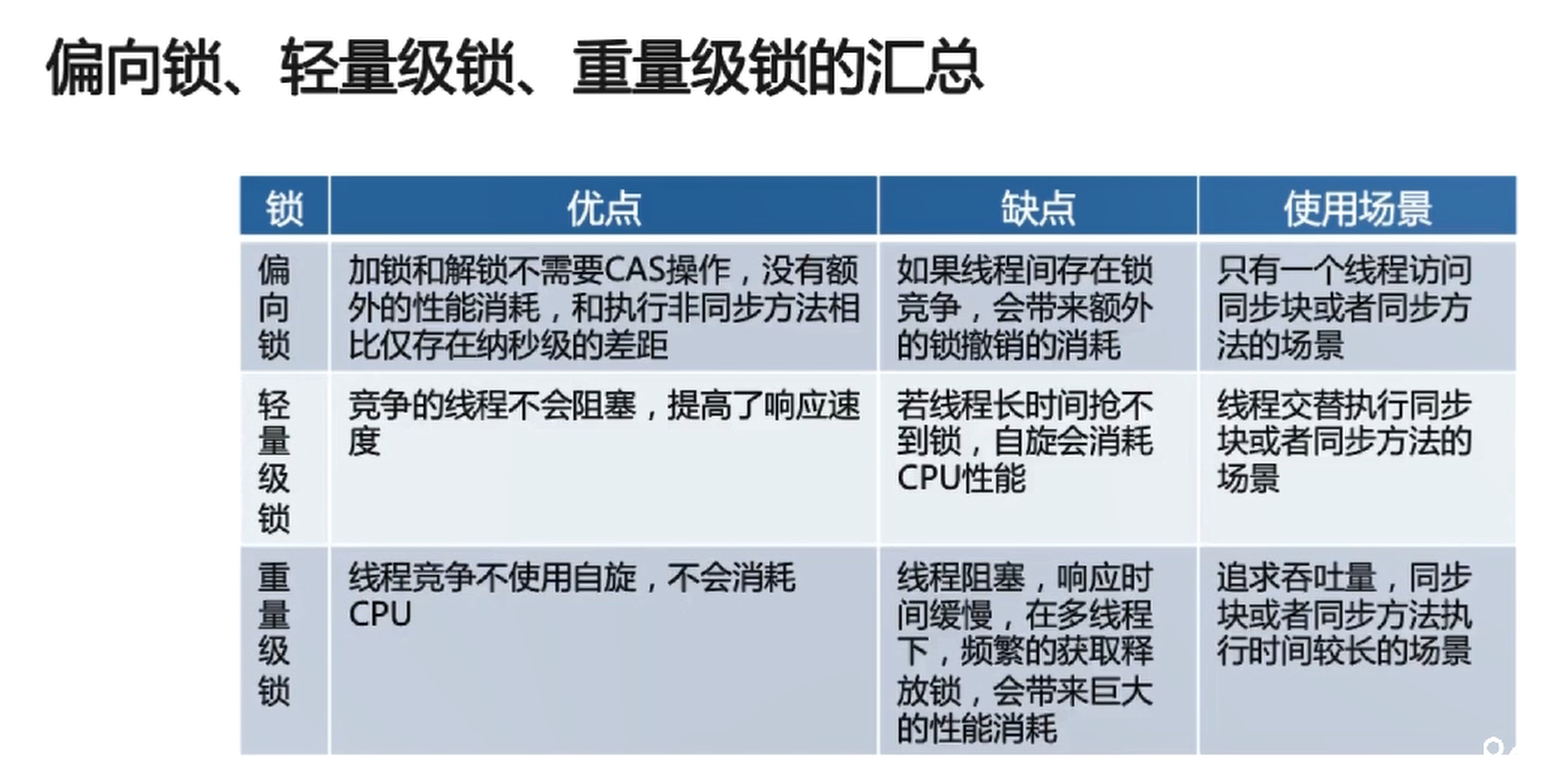 偏向锁、轻量级锁、重量级锁的汇总
锁
优点
缺点
使用场景
偏
向
锁
加锁和解锁不需要CAS操作，没有额
外的性能消耗，和执行非同步方法相
比仅存在纳秒级的差距
如果线程间存在锁
竞争，会带来额外
的锁撤销的消耗
只有一个线程访问
同步块或者同步方
法的场景
轻
量
级
锁
竞争的线程不会阻塞，提高了响应速
度
若线程长时间抢不
到锁，自旋会消耗
CPU性能
线程交替执行同步
块或者同步方法的
场景
重
量
级
锁
线程竞争不使用自旋，不会消耗
CPU
线程阻塞，响应时
间缓慢，在多线程
下，频繁的获取释
放锁，会带来巨大
的性能消耗
追求吞吐量，同步
块或者同步方法执
行时间较长的场景